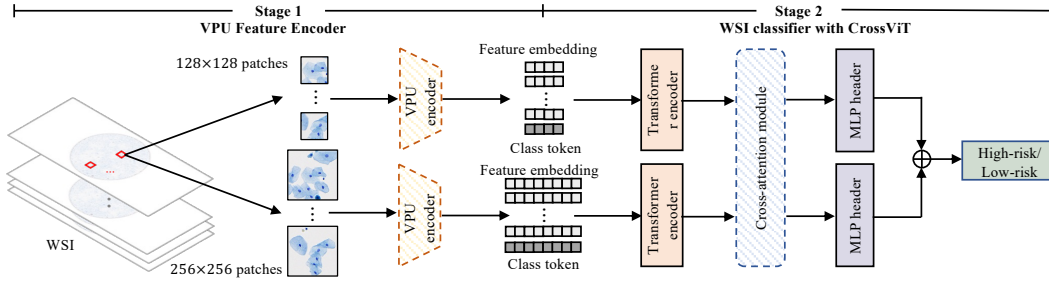 Stage 1
VPU Feature Encoder
Stage 2
WSI classifier with CrossViT
128×128 patches
VPU
encoder
Feature embedding
Class token
Transforme
r encoder
Cross-attention module
MLP header
High-risk/
Low-risk
WSI
256×256 patches
VPU
encoder
Feature embedding
Class token
Transformer
encoder
MLP header